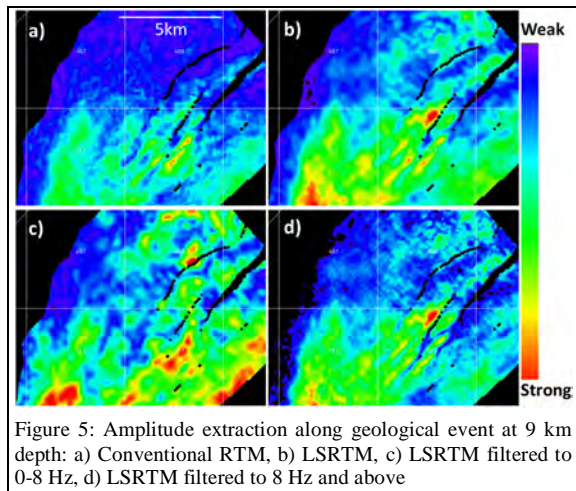 a)
5km
b)
Weak
c)
d)
Strong
Figure 5: Amplitude extraction along geological event at 9 km
depth: a) Conventional RTM, b) LSRTM, c) LSRTM filtered to
0-8 Hz, d) LSRTM filtered to 8 Hz and above